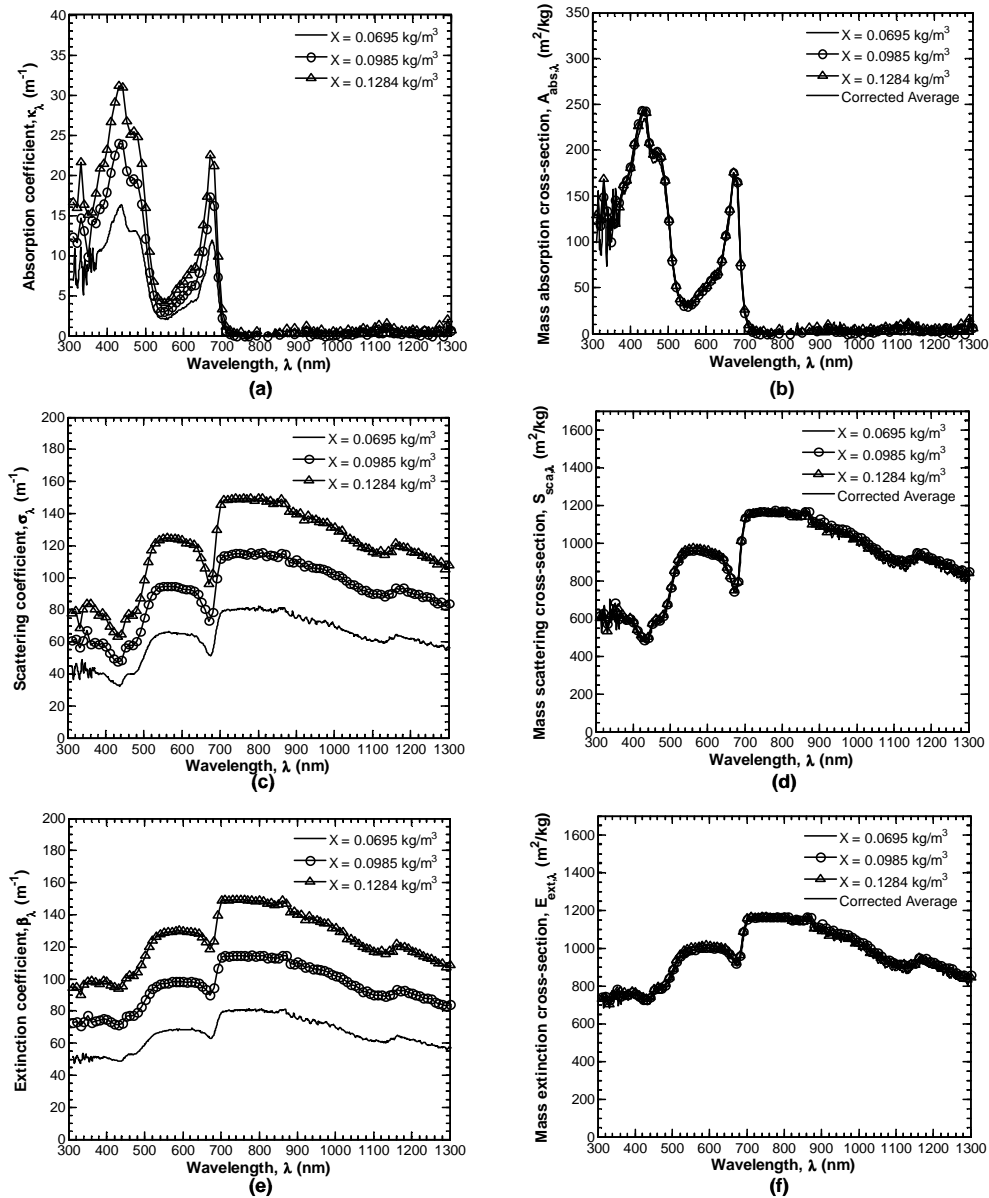 Absorption coefficient, κλ (m⁻¹)
40
35
30
25
20
15
10
5
0
X = 0.0695 kg/m³
X = 0.0985 kg/m³
X = 0.1284 kg/m³
300 400 500 600 700 800 900 1000 1100 1200 1300
Wavelength, λ (nm)
(a)
Mass absorption cross-section, A_abs,λ (m²/kg)
350
300
250
200
150
100
50
0
X = 0.0695 kg/m³
X = 0.0985 kg/m³
X = 0.1284 kg/m³
Corrected Average
300 400 500 600 700 800 900 1000 1100 1200 1300
Wavelength, λ (nm)
(b)
Scattering coefficient, σλ (m⁻¹)
200
180
160
140
120
100
80
60
40
20
0
X = 0.0695 kg/m³
X = 0.0985 kg/m³
X = 0.1284 kg/m³
300 400 500 600 700 800 900 1000 1100 1200 1300
Wavelength, λ (nm)
(c)
Mass scattering cross-section, S_sca,λ (m²/kg)
1600
1400
1200
1000
800
600
400
200
0
X = 0.0695 kg/m³
X = 0.0985 kg/m³
X = 0.1284 kg/m³
Corrected Average
300 400 500 600 700 800 900 1000 1100 1200 1300
Wavelength, λ (nm)
(d)
Extinction coefficient, βλ (m⁻¹)
200
180
160
140
120
100
80
60
40
20
0
X = 0.0695 kg/m³
X = 0.0985 kg/m³
X = 0.1284 kg/m³
300 400 500 600 700 800 900 1000 1100 1200 1300
Wavelength, λ (nm)
(e)
Mass extinction cross-section, E_ext,λ (m²/kg)
1600
1400
1200
1000
800
600
400
200
0
X = 0.0695 kg/m³
X = 0.0985 kg/m³
X = 0.1284 kg/m³
Corrected Average
300 400 500 600 700 800 900 1000 1100 1200 1300
Wavelength, λ (nm)
(f)